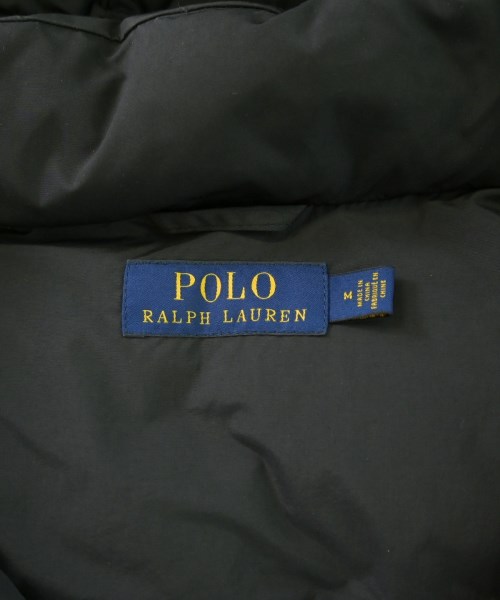 POLO
RALPH LAUREN
M
MADE IN
CHINA
FABRIQUÉ EN
CHINE